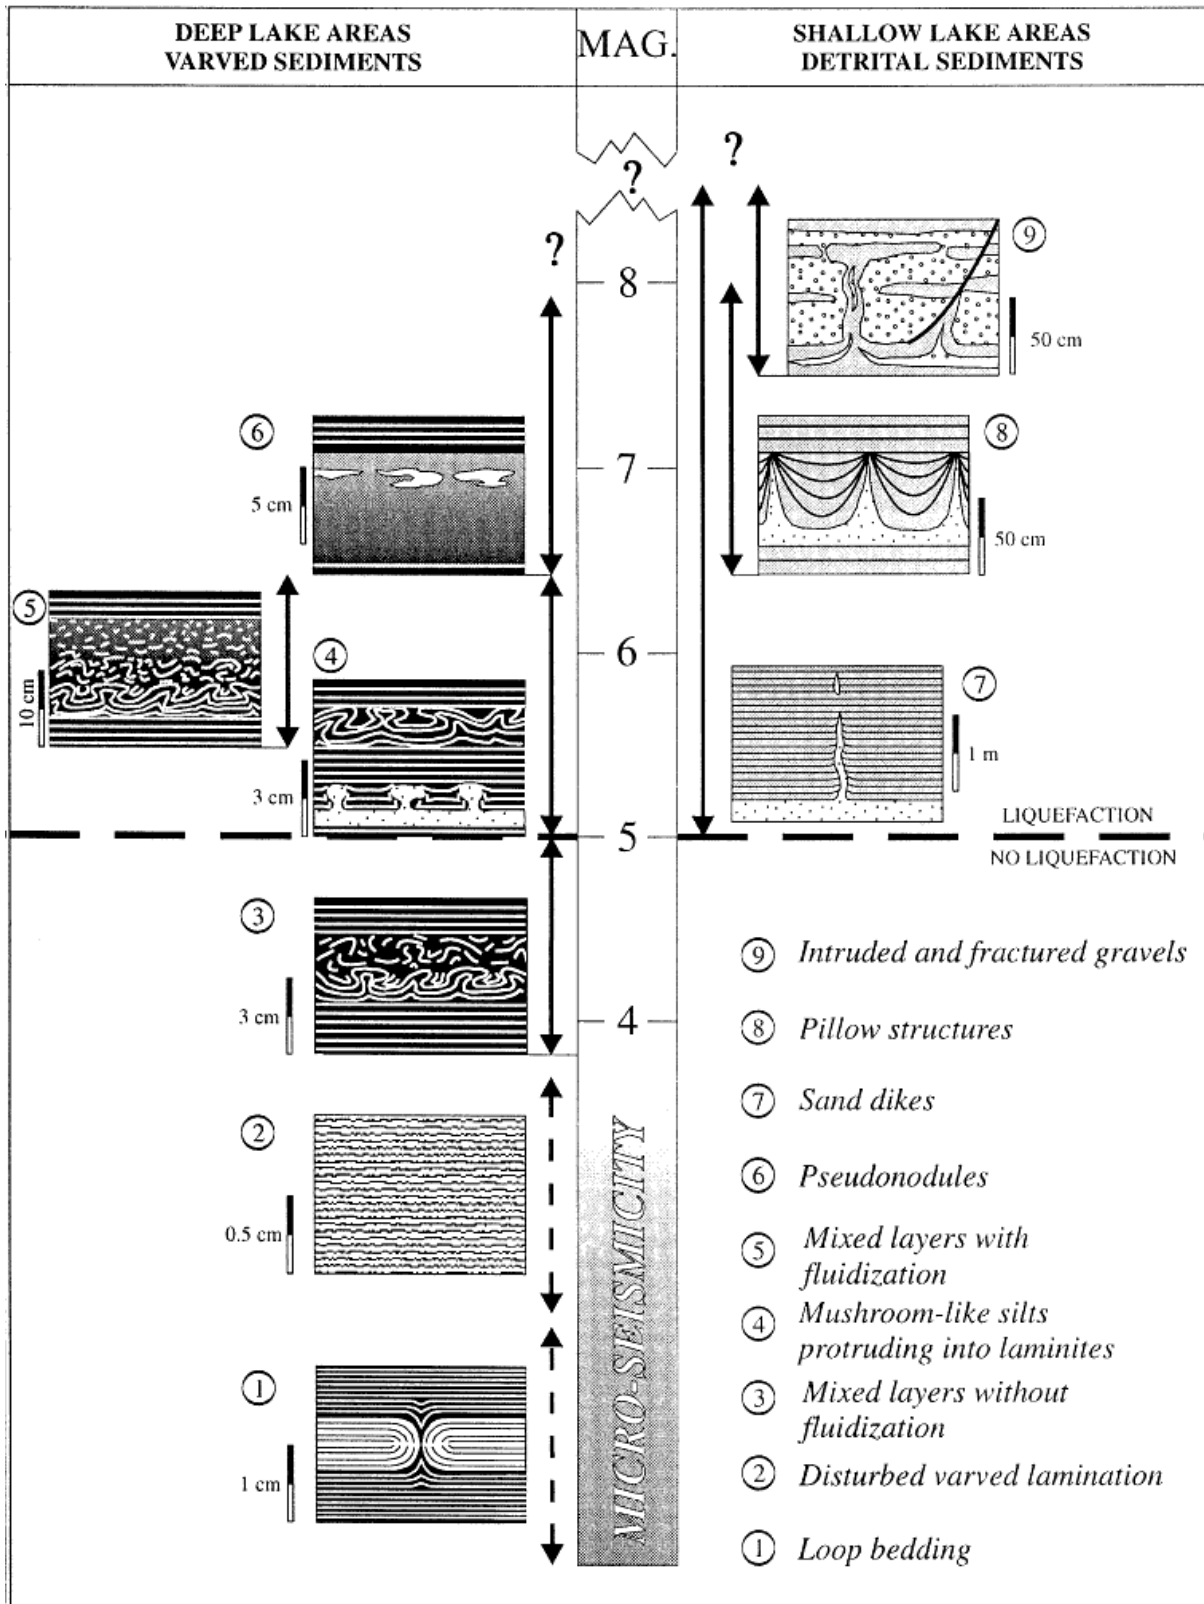 DEEP LAKE AREAS
VARVED SEDIMENTS
MAG.
SHALLOW LAKE AREAS
DETRITAL SEDIMENTS
?
?
?
8
7
6
5
4
MICRO-SEISMICITY
6
5 cm
5
10 cm
4
3 cm
3
3 cm
2
0.5 cm
1
1 cm
9
50 cm
8
50 cm
7
1 m
LIQUEFACTION
NO LIQUEFACTION
9 Intruded and fractured gravels
8 Pillow structures
7 Sand dikes
6 Pseudonodules
5 Mixed layers with
fluidization
4 Mushroom-like silts
protruding into laminites
3 Mixed layers without
fluidization
2 Disturbed varved lamination
1 Loop bedding